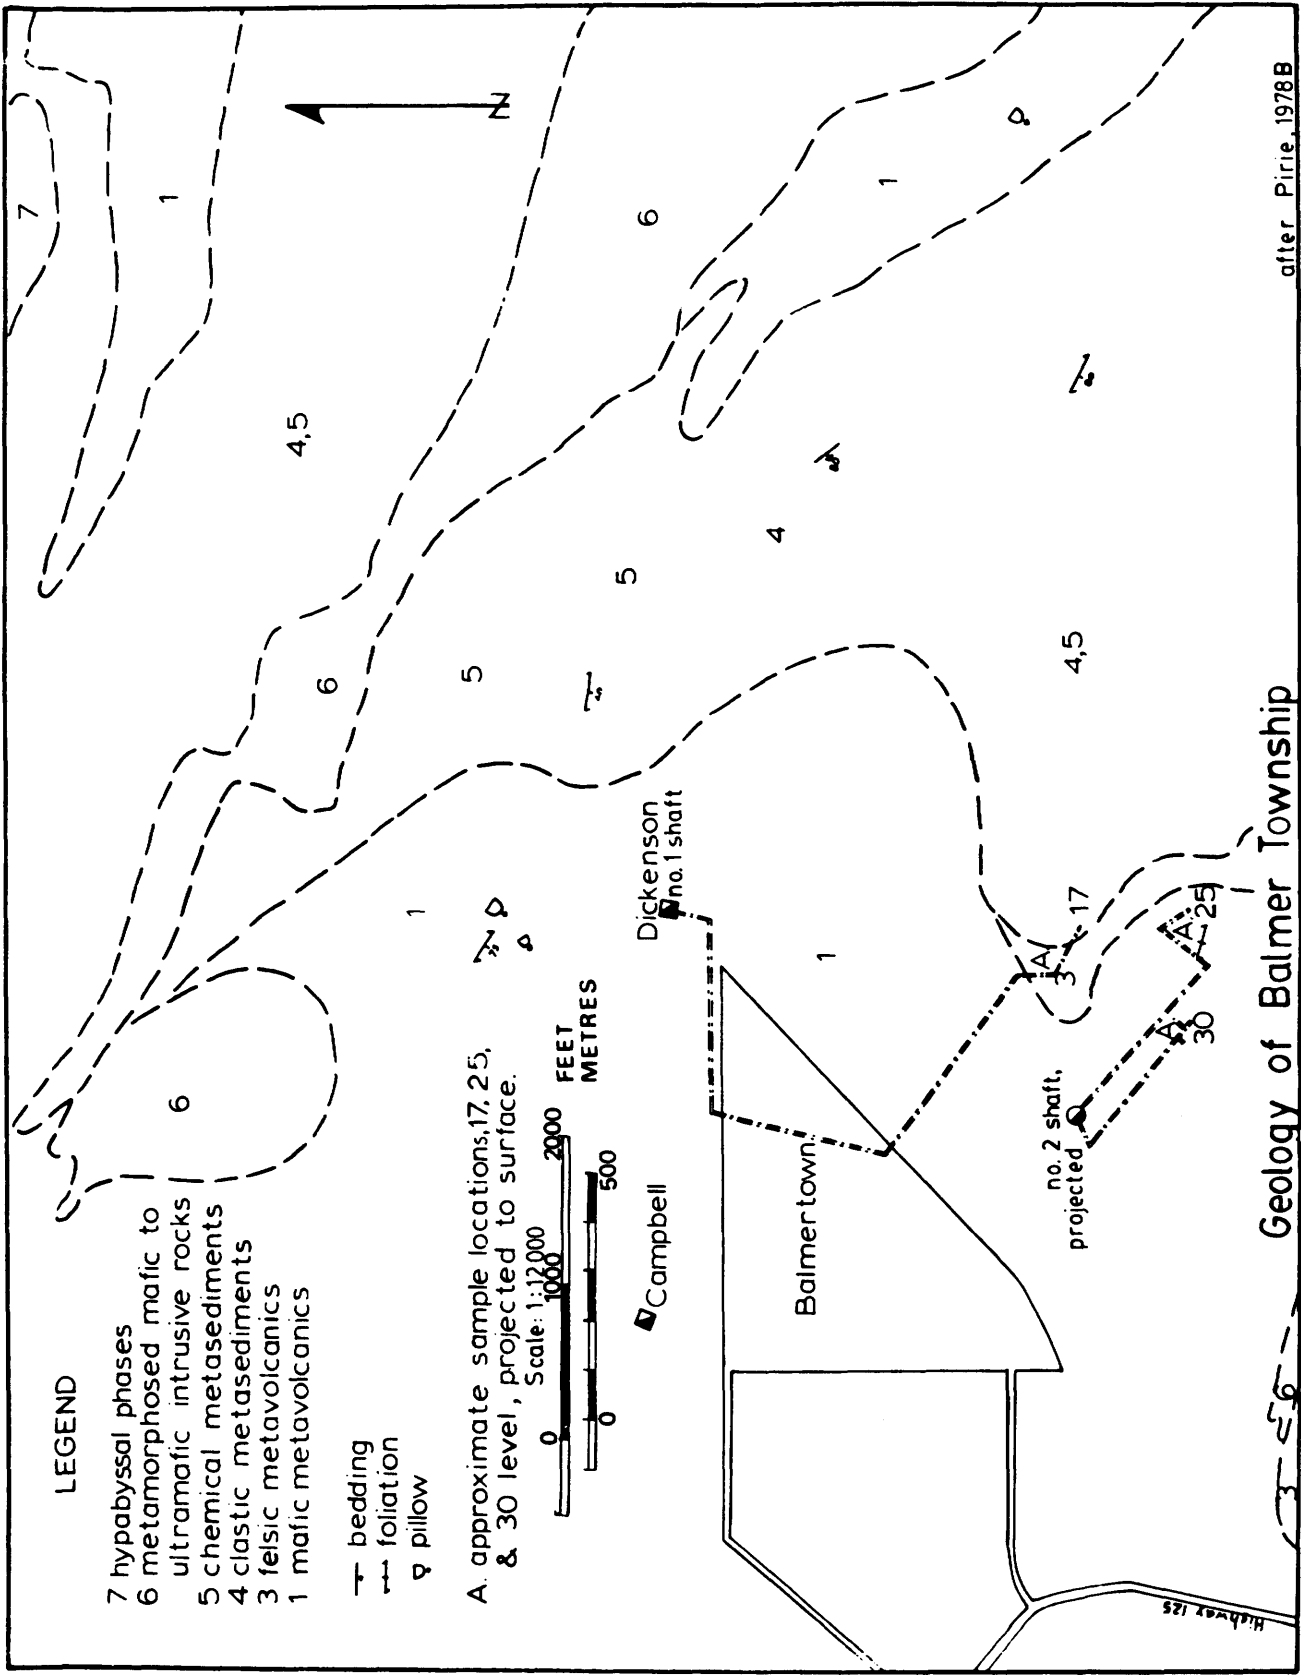 LEGEND
7 hypabyssal phases
6 metamorphosed mafic to
ultramafic intrusive rocks
5 chemical metasediments
4 clastic metasediments
3 felsic metavolcanics
1 mafic metavolcanics
bedding
foliation
pillow
A. approximate sample locations,17,25,
& 30 level, projected to surface.
Scale: 1:12000
0 1000 2000
FEET
METRES
0 500
7
1
4,5
6
6
6
1
5
5
4
6
1
N
Dickenson
no.1 shaft
Campbell
Balmertown
1
4,5
A
3
17
A
1
25
A
30
no. 2 shaft,
projected
3
6
Highway 125
Geology of Balmer Township
after Pirie, 1978B